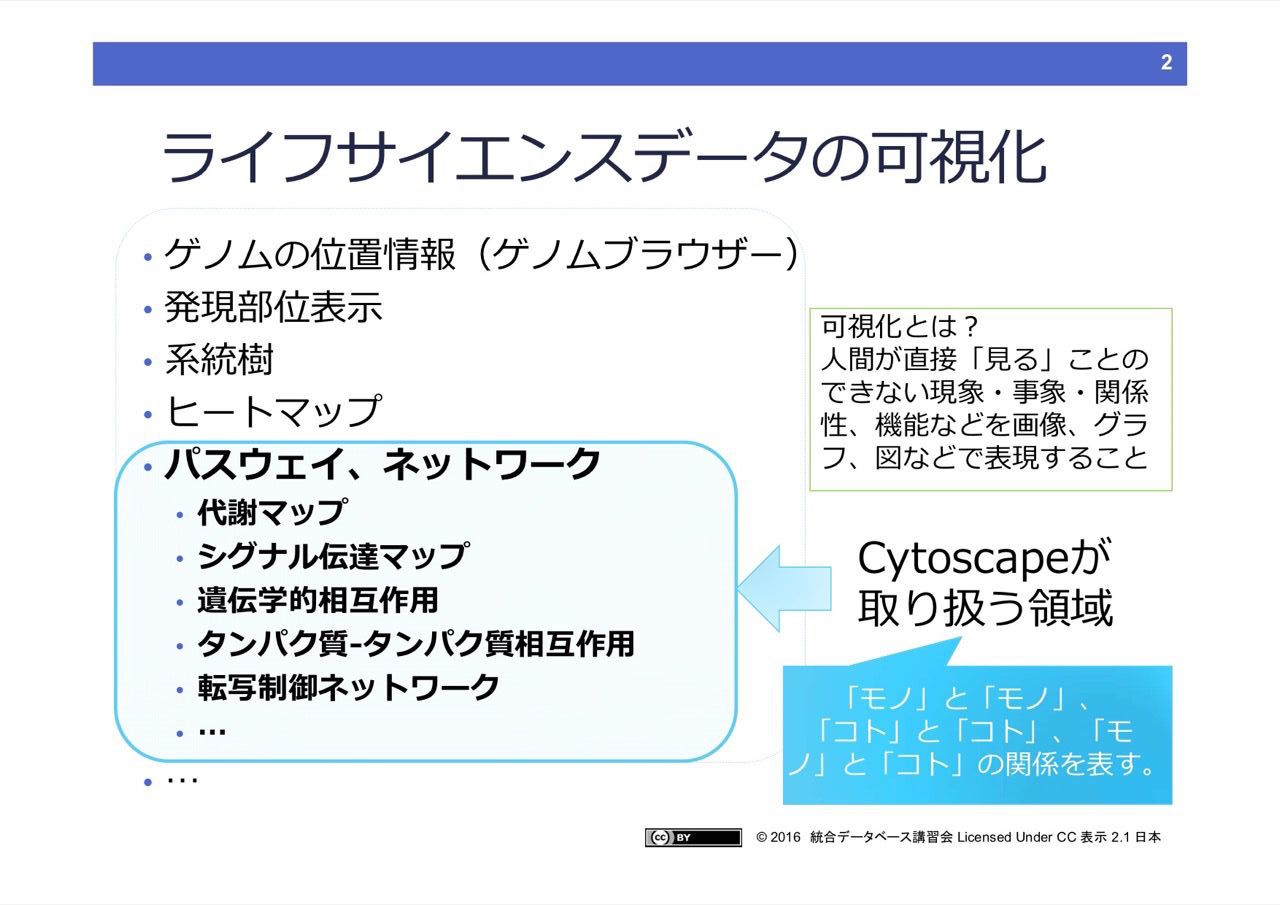 2
ライフサイエンスデータの可視化
• ゲノムの位置情報（ゲノムブラウザー）
• 発現部位表示
• 系統樹
• ヒートマップ
• パスウェイ、ネットワーク
• 代謝マップ
• シグナル伝達マップ
• 遺伝学的相互作用
• タンパク質-タンパク質相互作用
• 転写制御ネットワーク
• …
• …
可視化とは？
人間が直接「見る」ことの
できない現象・事象・関係
性、機能などを画像、グラ
フ、図などで表現すること
Cytoscapeが
取り扱う領域
「モノ」と「モノ」、
「コト」と「コト」、「モ
ノ」と「コト」の関係を表す。
cc BY
© 2016 統合データベース講習会 Licensed Under CC 表示 2.1 日本